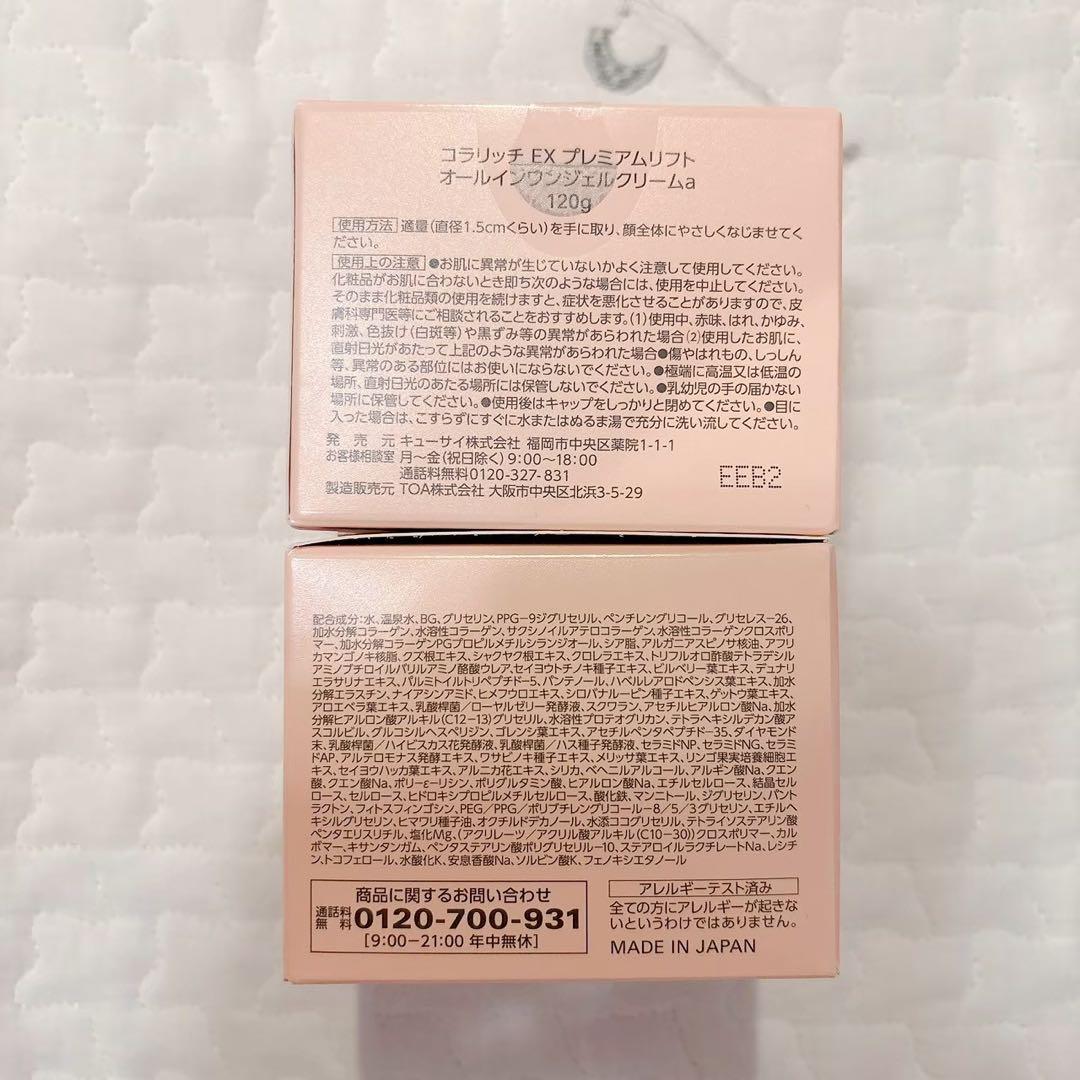 コラリッチ EX プレミアムリフト
オールインワンジェルクリームa
120g
使用方法 適量(直径1.5cmくらい)を手に取り、顔全体にやさしくなじませてく
ださい。
使用上の注意 ●お肌に異常が生じていないかよく注意して使用してください。
化粧品がお肌に合わないとき即ち次のような場合には、使用を中止してください。
そのまま化粧品類の使用を続けますと、症状を悪化させることがありますので、皮
膚科専門医等にご相談されることをおすすめします。(1)使用中、赤味、はれ、かゆみ、
刺激、色抜け(白斑等)や黒ずみ等の異常があらわれた場合(2)使用したお肌に、
直射日光があたって上記のような異常があらわれた場合●傷やはれもの、しっしん
等、異常のある部位にはお使いにならないでください。●極端に高温又は低温の
場所、直射日光のあたる場所には保管しないでください。●乳幼児の手の届かない
場所に保管してください。●使用後はキャップをしっかりと閉めてください。●目に
入った場合は、こすらずにすぐに水またはぬるま湯で充分に洗い流してください。
発売元 キューサイ株式会社 福岡市中央区薬院1-1-1
お客様相談室 月～金(祝日除く)9:00～18:00
通話料無料0120-327-831
製造販売元 TOA株式会社 大阪市中央区北浜3-5-29
EEB2
配合成分:水、温泉水、BG、グリセリン、PPG-9ジグリセリル、ペンチレングリコール、グリセレス-26、
加水分解コラーゲン、水溶性コラーゲン、サクシノイルアテロコラーゲン、水溶性コラーゲンクロスポリ
マー、加水分解コラーゲンPGプロピルメチルシランジオール、シア脂、アルガニアスピノサ核油、アフリ
カマンゴノキ核脂、クズ根エキス、シャクヤク根エキス、クロレラエキス、トリフルオロ酢酸テトラデシル
アミノブチロイルバリルアミノ酪酸ウレア、セイヨウトチノキ種子エキス、ビルベリー葉エキス、デュナリ
エラサリナエキス、パルミトイルトリペプチド-5、パンテノール、ハベルレアロドペンシス葉エキス、加水
分解エラスチン、ナイアシンアミド、ヒメフウロエキス、シロバナルーピン種子エキス、ゲットウ葉エキス、
アロエベラ葉エキス、乳酸桿菌/ローヤルゼリー発酵液、スクワラン、アセチルヒアルロン酸Na、加水
分解ヒアルロン酸アルキル(C12-13)グリセリル、水溶性プロテオグリカン、テトラヘキシルデカン酸ア
スコルビル、グルコシルヘスペリジン、ゴレンシ葉エキス、アセチルペンタペプチド-35、ダイヤモンド
末、乳酸桿菌/ハイビスカス花発酵液、乳酸桿菌/ハス種子発酵液、セラミドNP、セラミドNG、セラミ
ドAP、アルテロモナス発酵エキス、ワサビノキ種子エキス、メリッサ葉エキス、リンゴ果実培養細胞エ
キス、セイヨウハッカ葉エキス、アルニカ花エキス、シリカ、ベヘニルアルコール、アルギン酸Na、クエン
酸、クエン酸Na、ポリ-ε-リシン、ポリグルタミン酸、ヒアルロン酸Na、エチルセルロース、結晶セル
ロース、セルロース、ヒドロキシプロピルメチルセルロース、酸化鉄、マンニトール、ジグリセリン、パント
ラクトン、フィトスフィンゴシン、PEG/PPG/ポリブチレングリコール-8/5/3グリセリン、エチルヘ
キシルグリセリン、ヒマワリ種子油、オクチルドデカノール、水添ココグリセリル、テトライソステアリン酸
ペンタエリスリチル、塩化Mg、(アクリレーツ/アクリル酸アルキル(C10-30))クロスポリマー、カル
ボマー、キサンタンガム、ペンタステアリン酸ポリグリセリル-10、ステアロイルラクチレートNa、レシチ
ン、トコフェロール、水酸化K、安息香酸Na、ソルビン酸K、フェノキシエタノール
商品に関するお問い合わせ
通話料無料 0120-700-931
[9:00-21:00 年中無休]
アレルギーテスト済み
全ての方にアレルギーが起きな
いというわけではありません。
MADE IN JAPAN